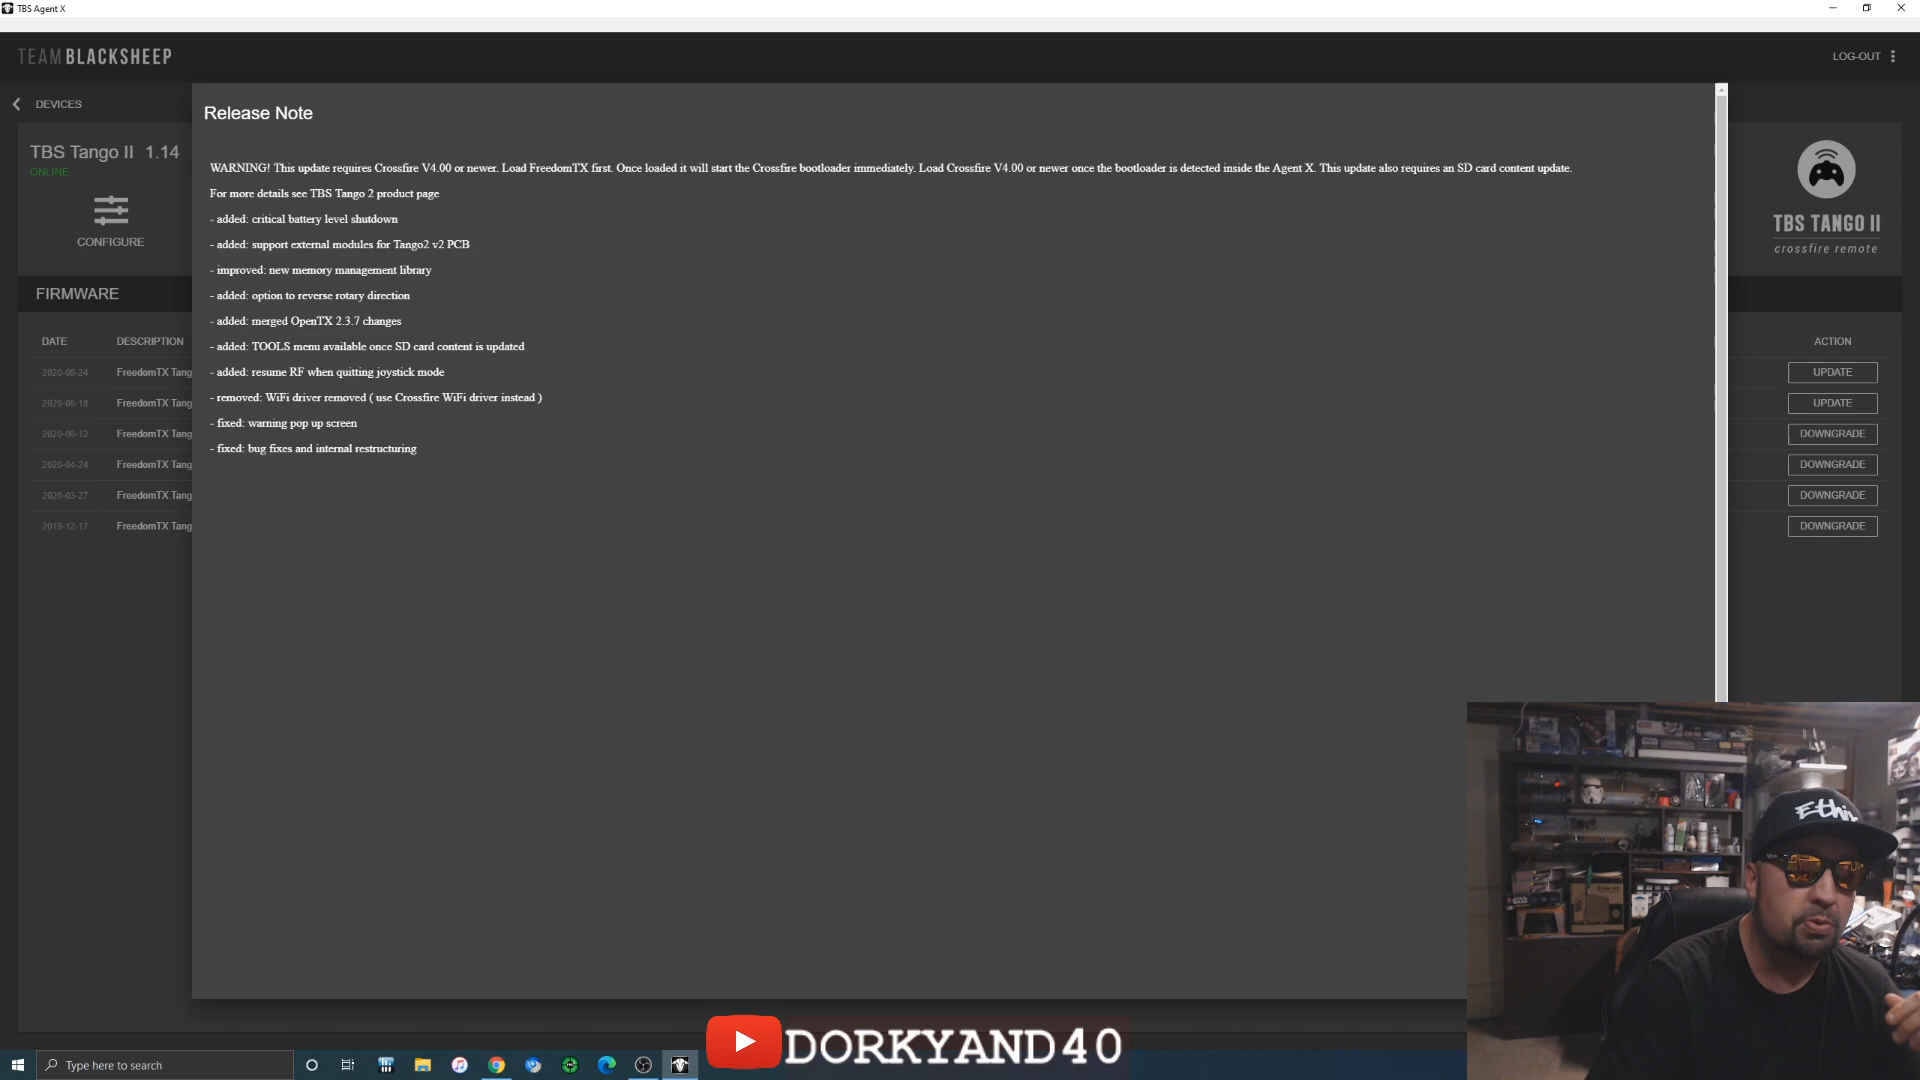 TBS Agent X
TEAMBLACKSHEEP
LOG-OUT
DEVICES
Release Note
TBS Tango II 1.14
ONLINE
CONFIGURE
WARNING! This update requires Crossfire V4.00 or newer. Load FreedomTX first. Once loaded it will start the Crossfire bootloader immediately. Load Crossfire V4.00 or newer once the bootloader is detected inside the Agent X. This update also requires an SD card content update.
For more details see TBS Tango 2 product page
- added: critical battery level shutdown
- added: support external modules for Tango2 v2 PCB
- improved: new memory management library
- added: option to reverse rotary direction
- added: merged OpenTX 2.3.7 changes
- added: TOOLS menu available once SD card content is updated
- added: resume RF when quitting joystick mode
- removed: WiFi driver removed ( use Crossfire WiFi driver instead )
- fixed: warning pop up screen
- fixed: bug fixes and internal restructuring
TBS TANGO II
crossfire remote
FIRMWARE
DATE DESCRIPTION ACTION
2020-08-24 FreedomTX Tang UPDATE
2020-08-18 FreedomTX Tang UPDATE
2020-06-12 FreedomTX Tang DOWNGRADE
2020-04-24 FreedomTX Tang DOWNGRADE
2020-03-27 FreedomTX Tang DOWNGRADE
2019-12-17 FreedomTX Tang DOWNGRADE
Ethi
DORKYAND40
Type here to search